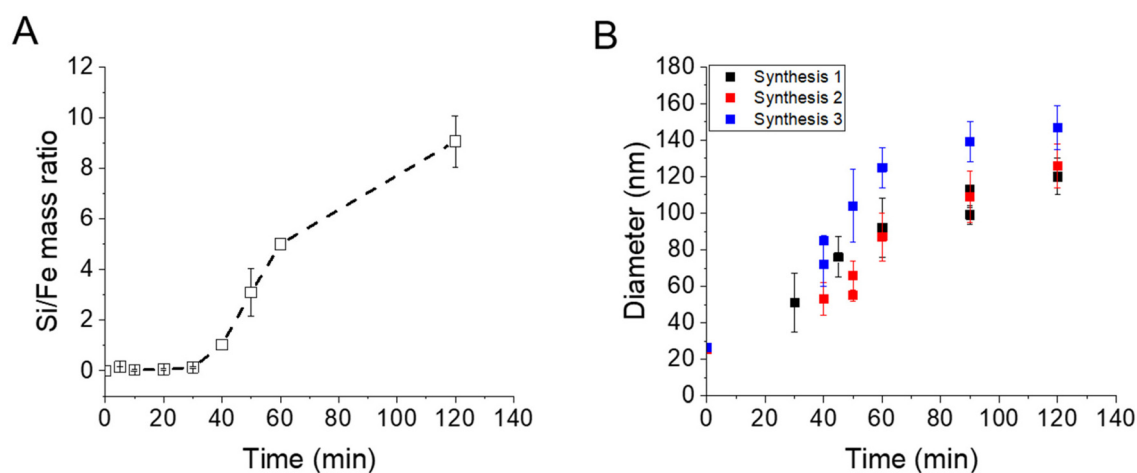 A
Si/Fe mass ratio
12
10
8
6
4
2
0
0 20 40 60 80 100 120 140
Time (min)
B
Diameter (nm)
180
160
140
120
100
80
60
40
20
0
Synthesis 1
Synthesis 2
Synthesis 3
0 20 40 60 80 100 120 140
Time (min)